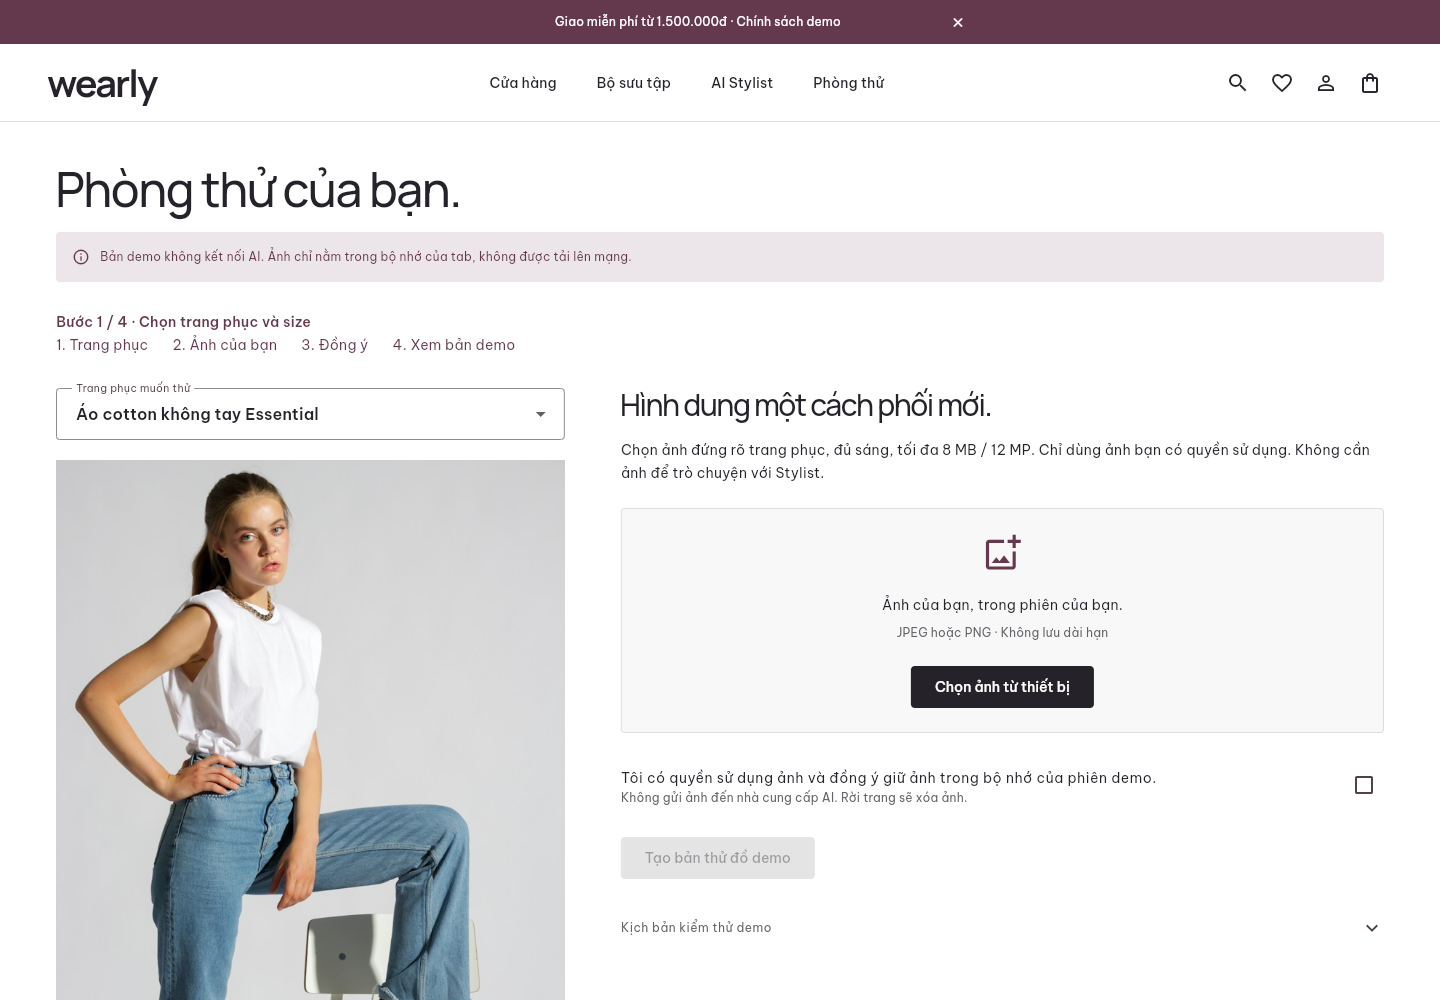 Giao miễn phí từ 1.500.000đ · Chính sách demo
wearly
Cửa hàng
Bộ sưu tập
AI Stylist
Phòng thử
Phòng thử của bạn.
Bản demo không kết nối AI. Ảnh chỉ nằm trong bộ nhớ của tab, không được tải lên mạng.
Bước 1 / 4 · Chọn trang phục và size
1. Trang phục
2. Ảnh của bạn
3. Đồng ý
4. Xem bản demo
Trang phục muốn thử
Áo cotton không tay Essential
Hình dung một cách phối mới.
Chọn ảnh đứng rõ trang phục, đủ sáng, tối đa 8 MB / 12 MP. Chỉ dùng ảnh bạn có quyền sử dụng. Không cần
ảnh để trò chuyện với Stylist.
Ảnh của bạn, trong phiên của bạn.
JPEG hoặc PNG · Không lưu dài hạn
Chọn ảnh từ thiết bị
Tôi có quyền sử dụng ảnh và đồng ý giữ ảnh trong bộ nhớ của phiên demo.
Không gửi ảnh đến nhà cung cấp AI. Rời trang sẽ xóa ảnh.
Tạo bản thử đồ demo
Kịch bản kiểm thử demo